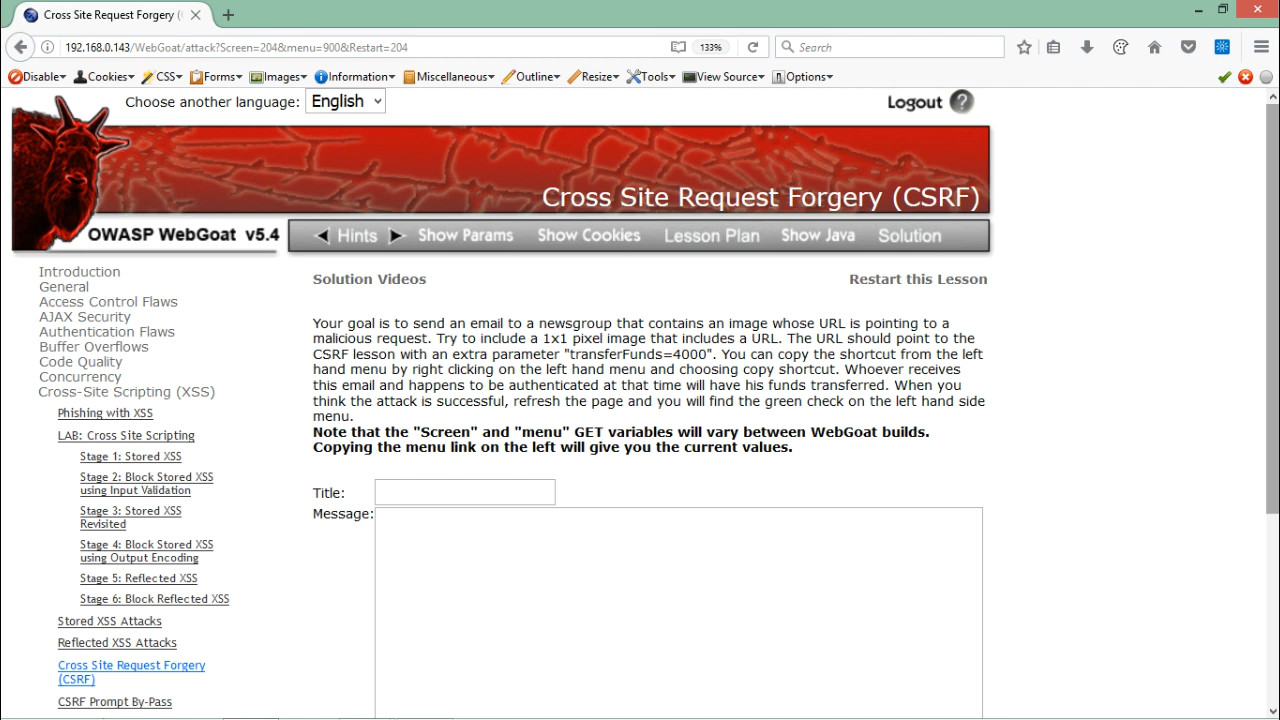 Cross Site Request Forgery (
192.168.0.143/WebGoat/attack?Screen=204&menu=900&Restart=204
133%
Search
Disable Cookies CSS Forms Images Information Miscellaneous Outline Resize Tools View Source Options
Choose another language: English
Logout ?
Cross Site Request Forgery (CSRF)
OWASP WebGoat v5.4
Hints Show Params Show Cookies Lesson Plan Show Java Solution
Introduction
General
Access Control Flaws
AJAX Security
Authentication Flaws
Buffer Overflows
Code Quality
Concurrency
Cross-Site Scripting (XSS)
Phishing with XSS
LAB: Cross Site Scripting
Stage 1: Stored XSS
Stage 2: Block Stored XSS
using Input Validation
Stage 3: Stored XSS
Revisited
Stage 4: Block Stored XSS
using Output Encoding
Stage 5: Reflected XSS
Stage 6: Block Reflected XSS
Stored XSS Attacks
Reflected XSS Attacks
Cross Site Request Forgery
(CSRF)
CSRF Prompt By-Pass
Solution Videos
Restart this Lesson
Your goal is to send an email to a newsgroup that contains an image whose URL is pointing to a
malicious request. Try to include a 1x1 pixel image that includes a URL. The URL should point to the
CSRF lesson with an extra parameter "transferFunds=4000". You can copy the shortcut from the left
hand menu by right clicking on the left hand menu and choosing copy shortcut. Whoever receives
this email and happens to be authenticated at that time will have his funds transferred. When you
think the attack is successful, refresh the page and you will find the green check on the left hand side
menu.
Note that the "Screen" and "menu" GET variables will vary between WebGoat builds.
Copying the menu link on the left will give you the current values.
Title:
Message: